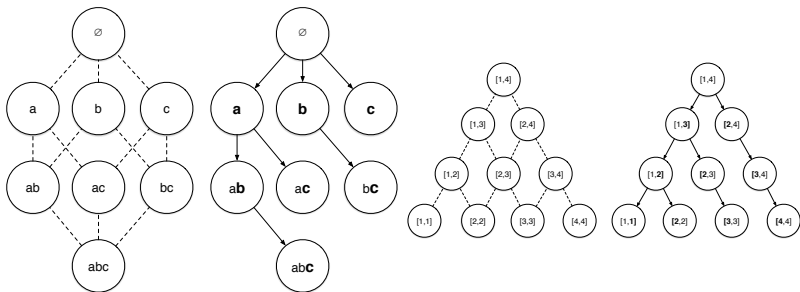 ∅
a b c
ab ac bc
abc
∅
a b c
ab ac bc
abc
[1,4]
[1,3] [2,4]
[1,2] [2,3] [3,4]
[1,1] [2,2] [3,3] [4,4]
[1,4]
[1,3] [2,4]
[1,2] [2,3] [3,4]
[1,1] [2,2] [3,3] [4,4]